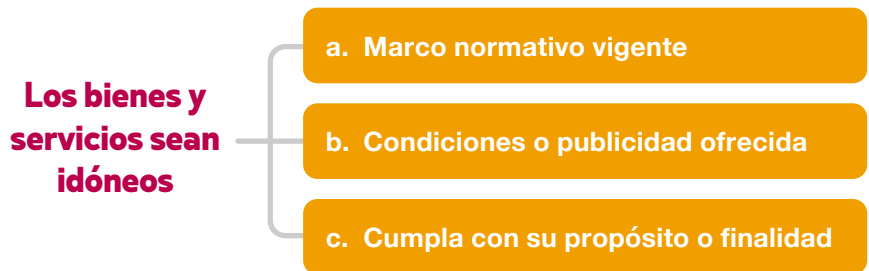 Los bienes y
servicios sean
idóneos
a. Marco normativo vigente
b. Condiciones o publicidad ofrecida
c. Cumpla con su propósito o finalidad